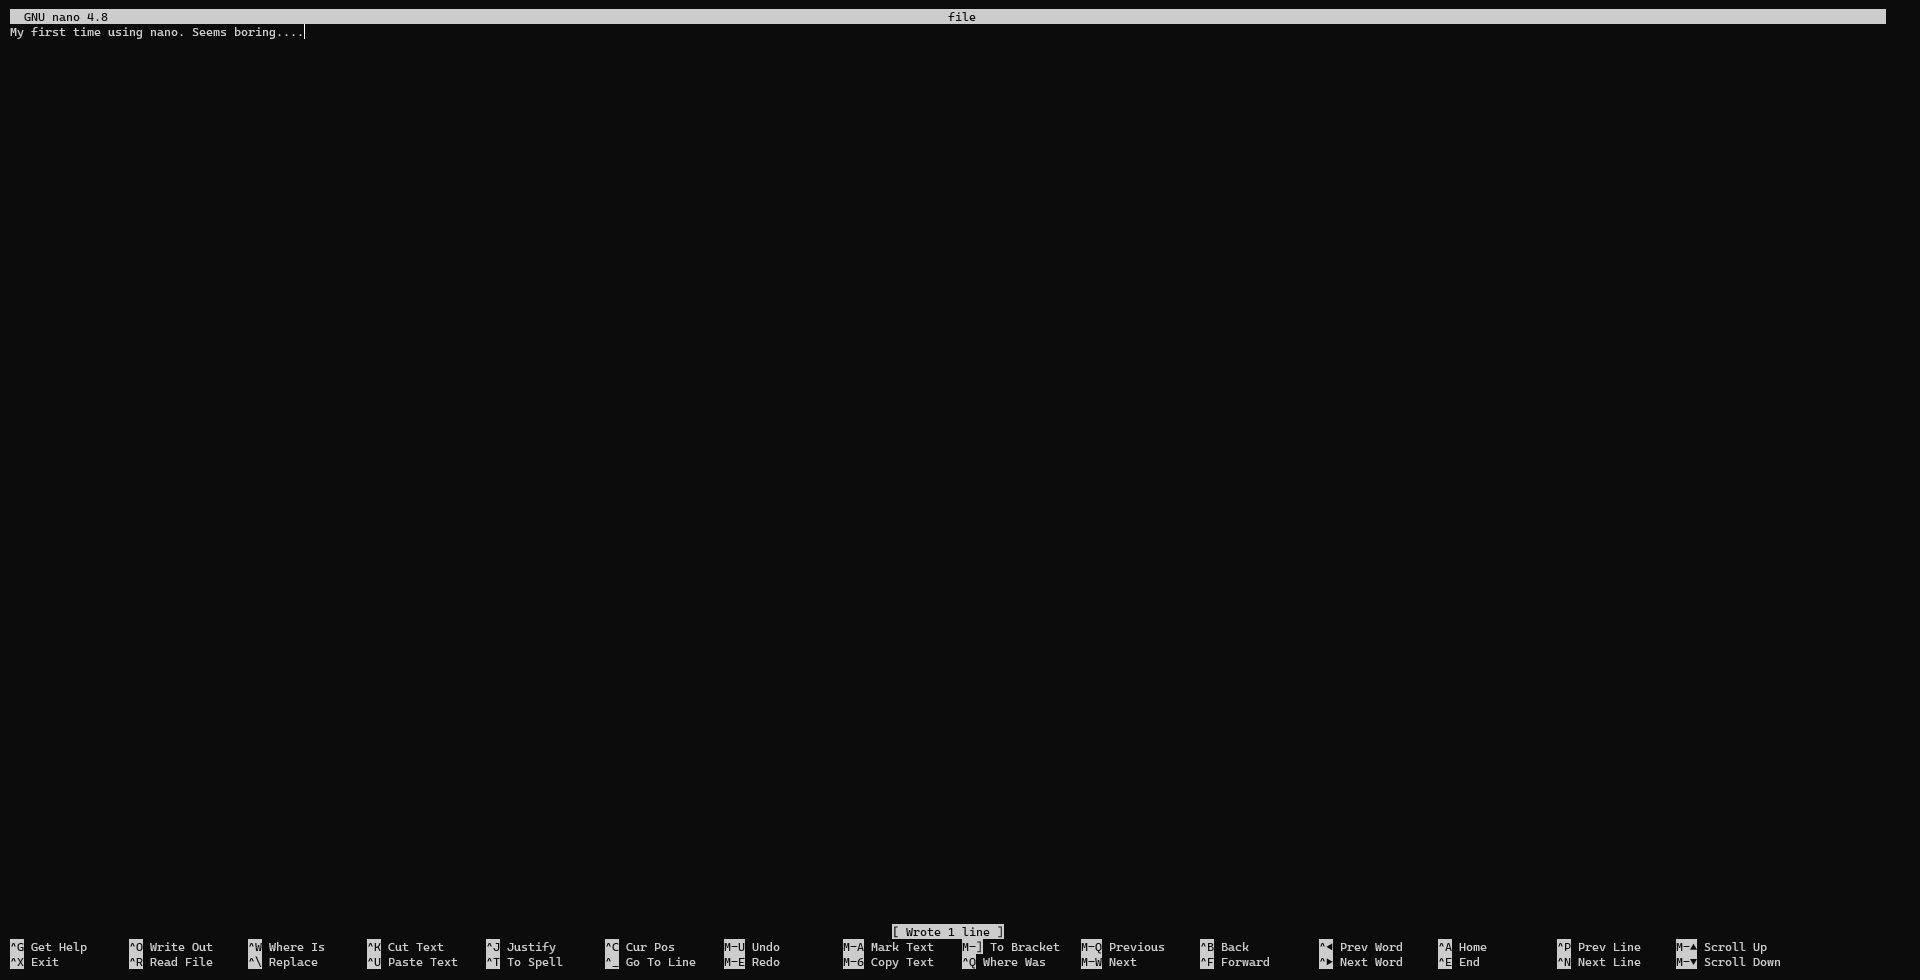 GNU nano 4.8 file
My first time using nano. Seems boring....
[ Wrote 1 line ]
^G Get Help ^O Write Out ^W Where Is ^K Cut Text ^J Justify ^C Cur Pos M-U Undo M-A Mark Text M-] To Bracket M-Q Previous ^B Back ^◀ Prev Word ^A Home ^P Prev Line M-▲ Scroll Up
^X Exit ^R Read File ^\ Replace ^U Paste Text ^T To Spell ^_ Go To Line M-E Redo M-6 Copy Text ^Q Where Was M-W Next ^F Forward ^▶ Next Word ^E End ^N Next Line M-▼ Scroll Down